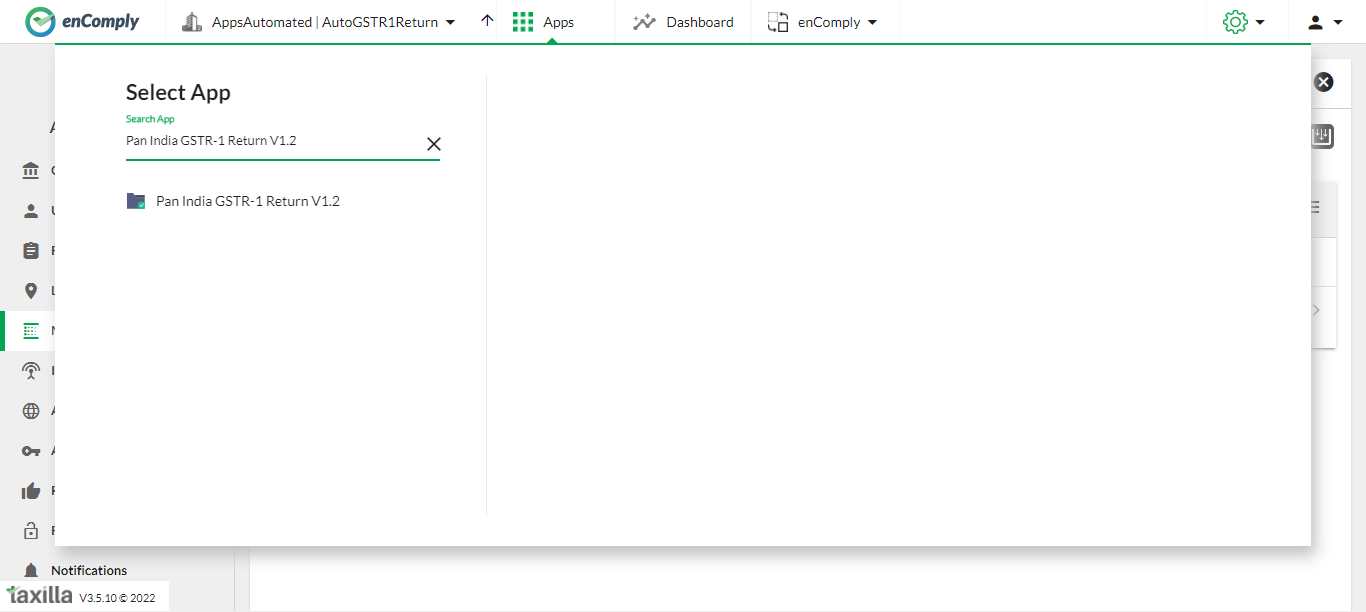 enComply AppsAutomated | AutoGSTR1Return Apps Dashboard enComply
Select App
Search App
Pan India GSTR-1 Return V1.2
Pan India GSTR-1 Return V1.2
Notifications
taxilla V3.5.10 © 2022